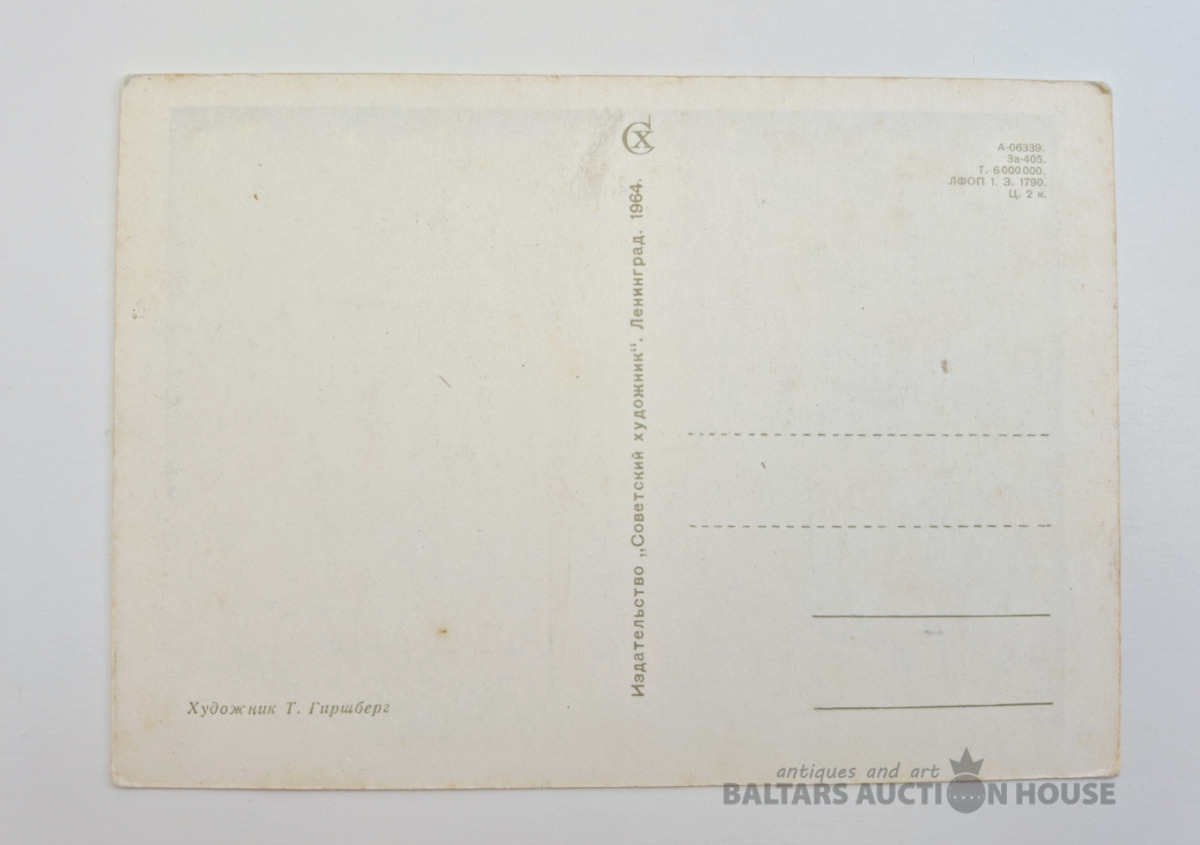 СХ
А-06339.
За-405.
Т. 6000000.
ЛФОП 1. З. 1790.
Ц. 2 к.
Издательство „Советский художник“. Ленинград. 1964.
Художник Т. Гиршберг
antiques and art
BALTARS AUCTION HOUSE